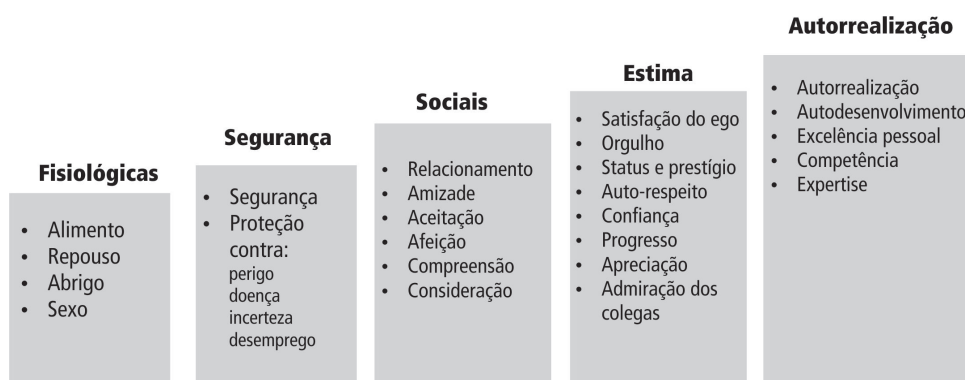 Fisiológicas
• Alimento
• Repouso
• Abrigo
• Sexo
Segurança
• Segurança
• Proteção
contra:
perigo
doença
incerteza
desemprego
Sociais
• Relacionamento
• Amizade
• Aceitação
• Afeição
• Compreensão
• Consideração
Estima
• Satisfação do ego
• Orgulho
• Status e prestígio
• Auto-respeito
• Confiança
• Progresso
• Apreciação
• Admiração dos
colegas
Autorrealização
• Autorrealização
• Autodesenvolvimento
• Excelência pessoal
• Competência
• Expertise